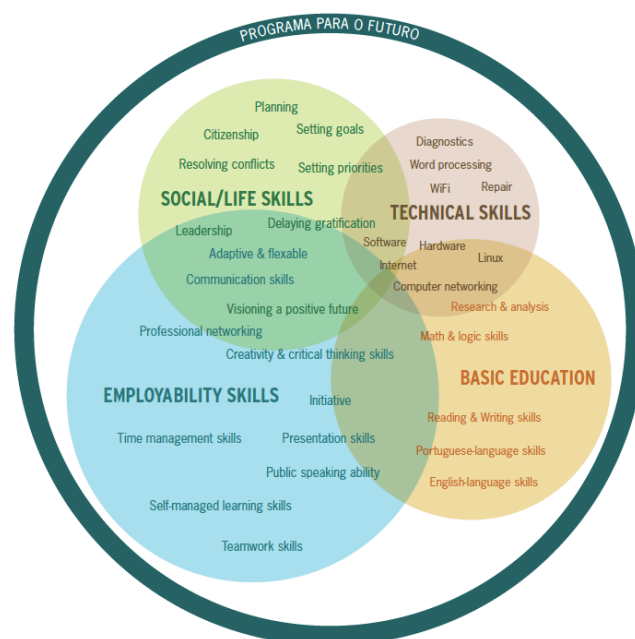 PROGRAMA PARA O FUTURO
Planning
Citizenship
Setting goals
Resolving conflicts
Setting priorities
SOCIAL/LIFE SKILLS
Delaying gratification
Leadership
Adaptive & flexable
Communication skills
Visioning a positive future
Diagnostics
Word processing
WiFi
Repair
TECHNICAL SKILLS
Software
Hardware
Internet
Linux
Computer networking
Professional networking
Creativity & critical thinking skills
EMPLOYABILITY SKILLS
Initiative
Time management skills
Presentation skills
Public speaking ability
Self-managed learning skills
Teamwork skills
Research & analysis
Math & logic skills
BASIC EDUCATION
Reading & Writing skills
Portuguese-language skills
English-language skills